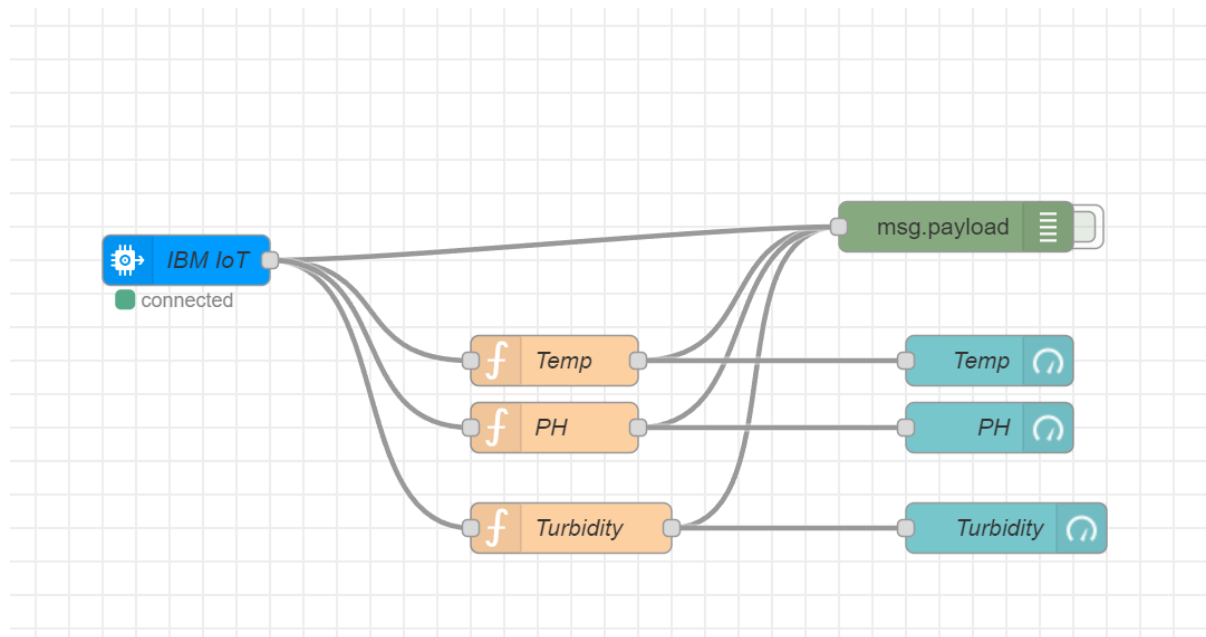 msg.payload
IBM IoT
connected
Temp
Temp
PH
PH
Turbidity
Turbidity